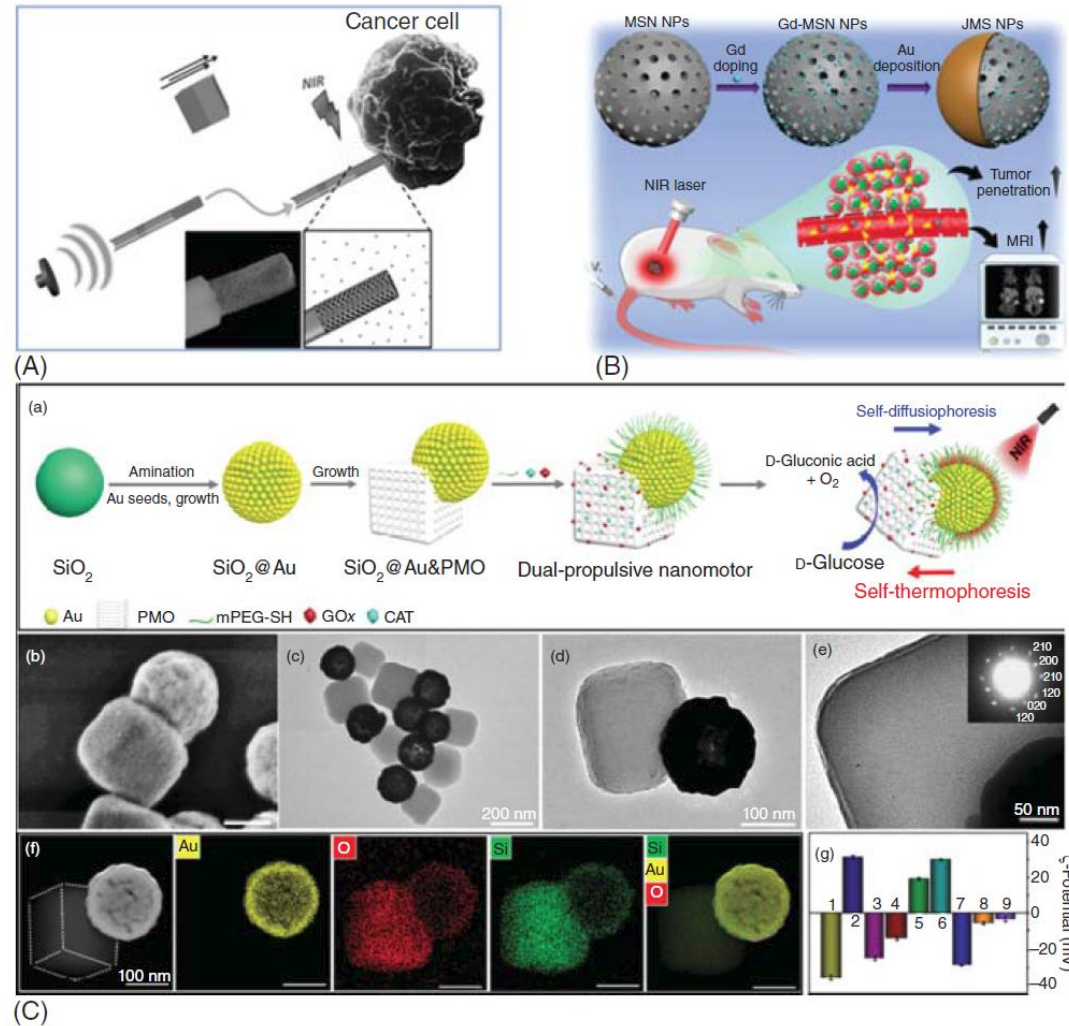 Cancer cell
NIR
(A)
MSN NPs
Gd-MSN NPs
JMS NPs
Gd
doping
Au
deposition
NIR laser
Tumor
penetration
MRI
(B)
(a)
Self-diffusiophoresis
NIR
Amination
Au seeds, growth
Growth
D-Gluconic acid
+ O2
SiO2
SiO2@Au
SiO2@Au&PMO
Dual-propulsive nanomotor
D-Glucose
Self-thermophoresis
Au
PMO
mPEG-SH
GOx
CAT
(b)
(c)
200 nm
(d)
100 nm
(e)
210
200
210
120
020
120
50 nm
(f)
100 nm
Au
O
Si
Si
Au
O
(g)
1
2
3
4
5
6
7
8
9
40
20
0
−20
−40
ζ-Potential (mV)
(C)